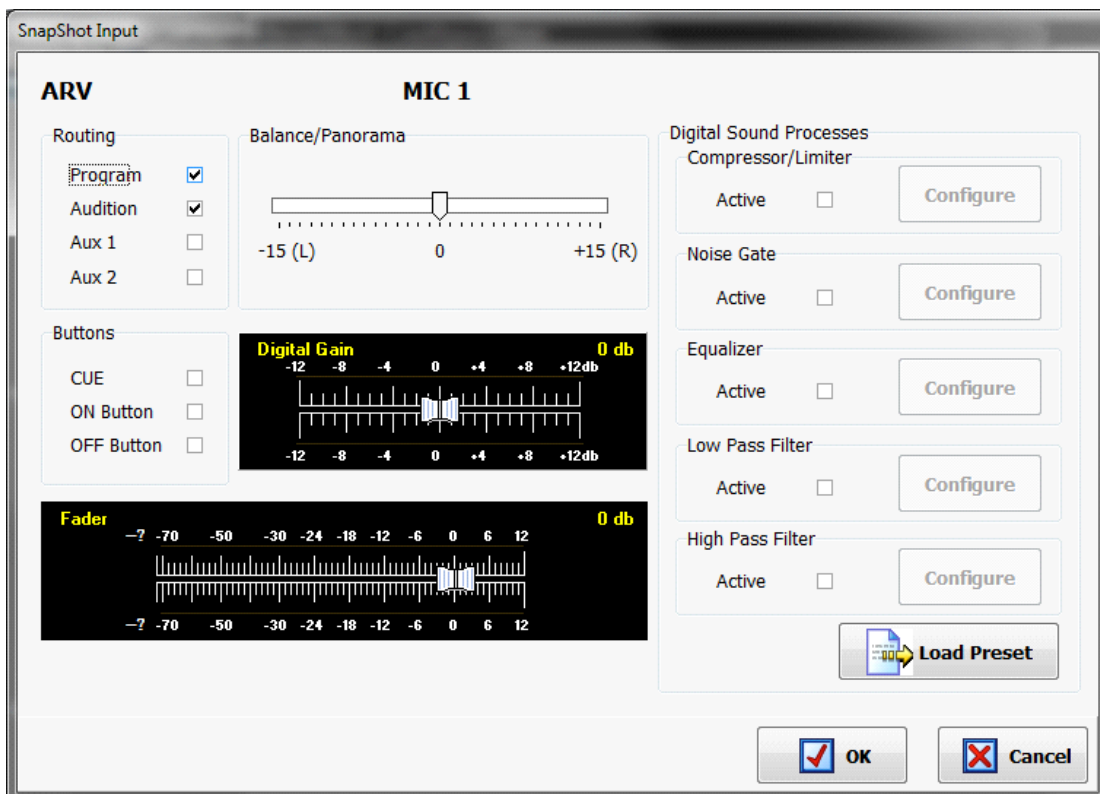 SnapShot Input
ARV MIC 1
Routing
Program
Audition
Aux 1
Aux 2
Balance/Panorama
-15 (L) 0 +15 (R)
Buttons
CUE
ON Button
OFF Button
Digital Gain 0 db
-12 -8 -4 0 +4 +8 +12db
-12 -8 -4 0 +4 +8 +12db
Fader 0 db
—? -70 -50 -30 -24 -18 -12 -6 0 6 12
—? -70 -50 -30 -24 -18 -12 -6 0 6 12
Digital Sound Processes
Compressor/Limiter
Active Configure
Noise Gate
Active Configure
Equalizer
Active Configure
Low Pass Filter
Active Configure
High Pass Filter
Active Configure
Load Preset
OK Cancel